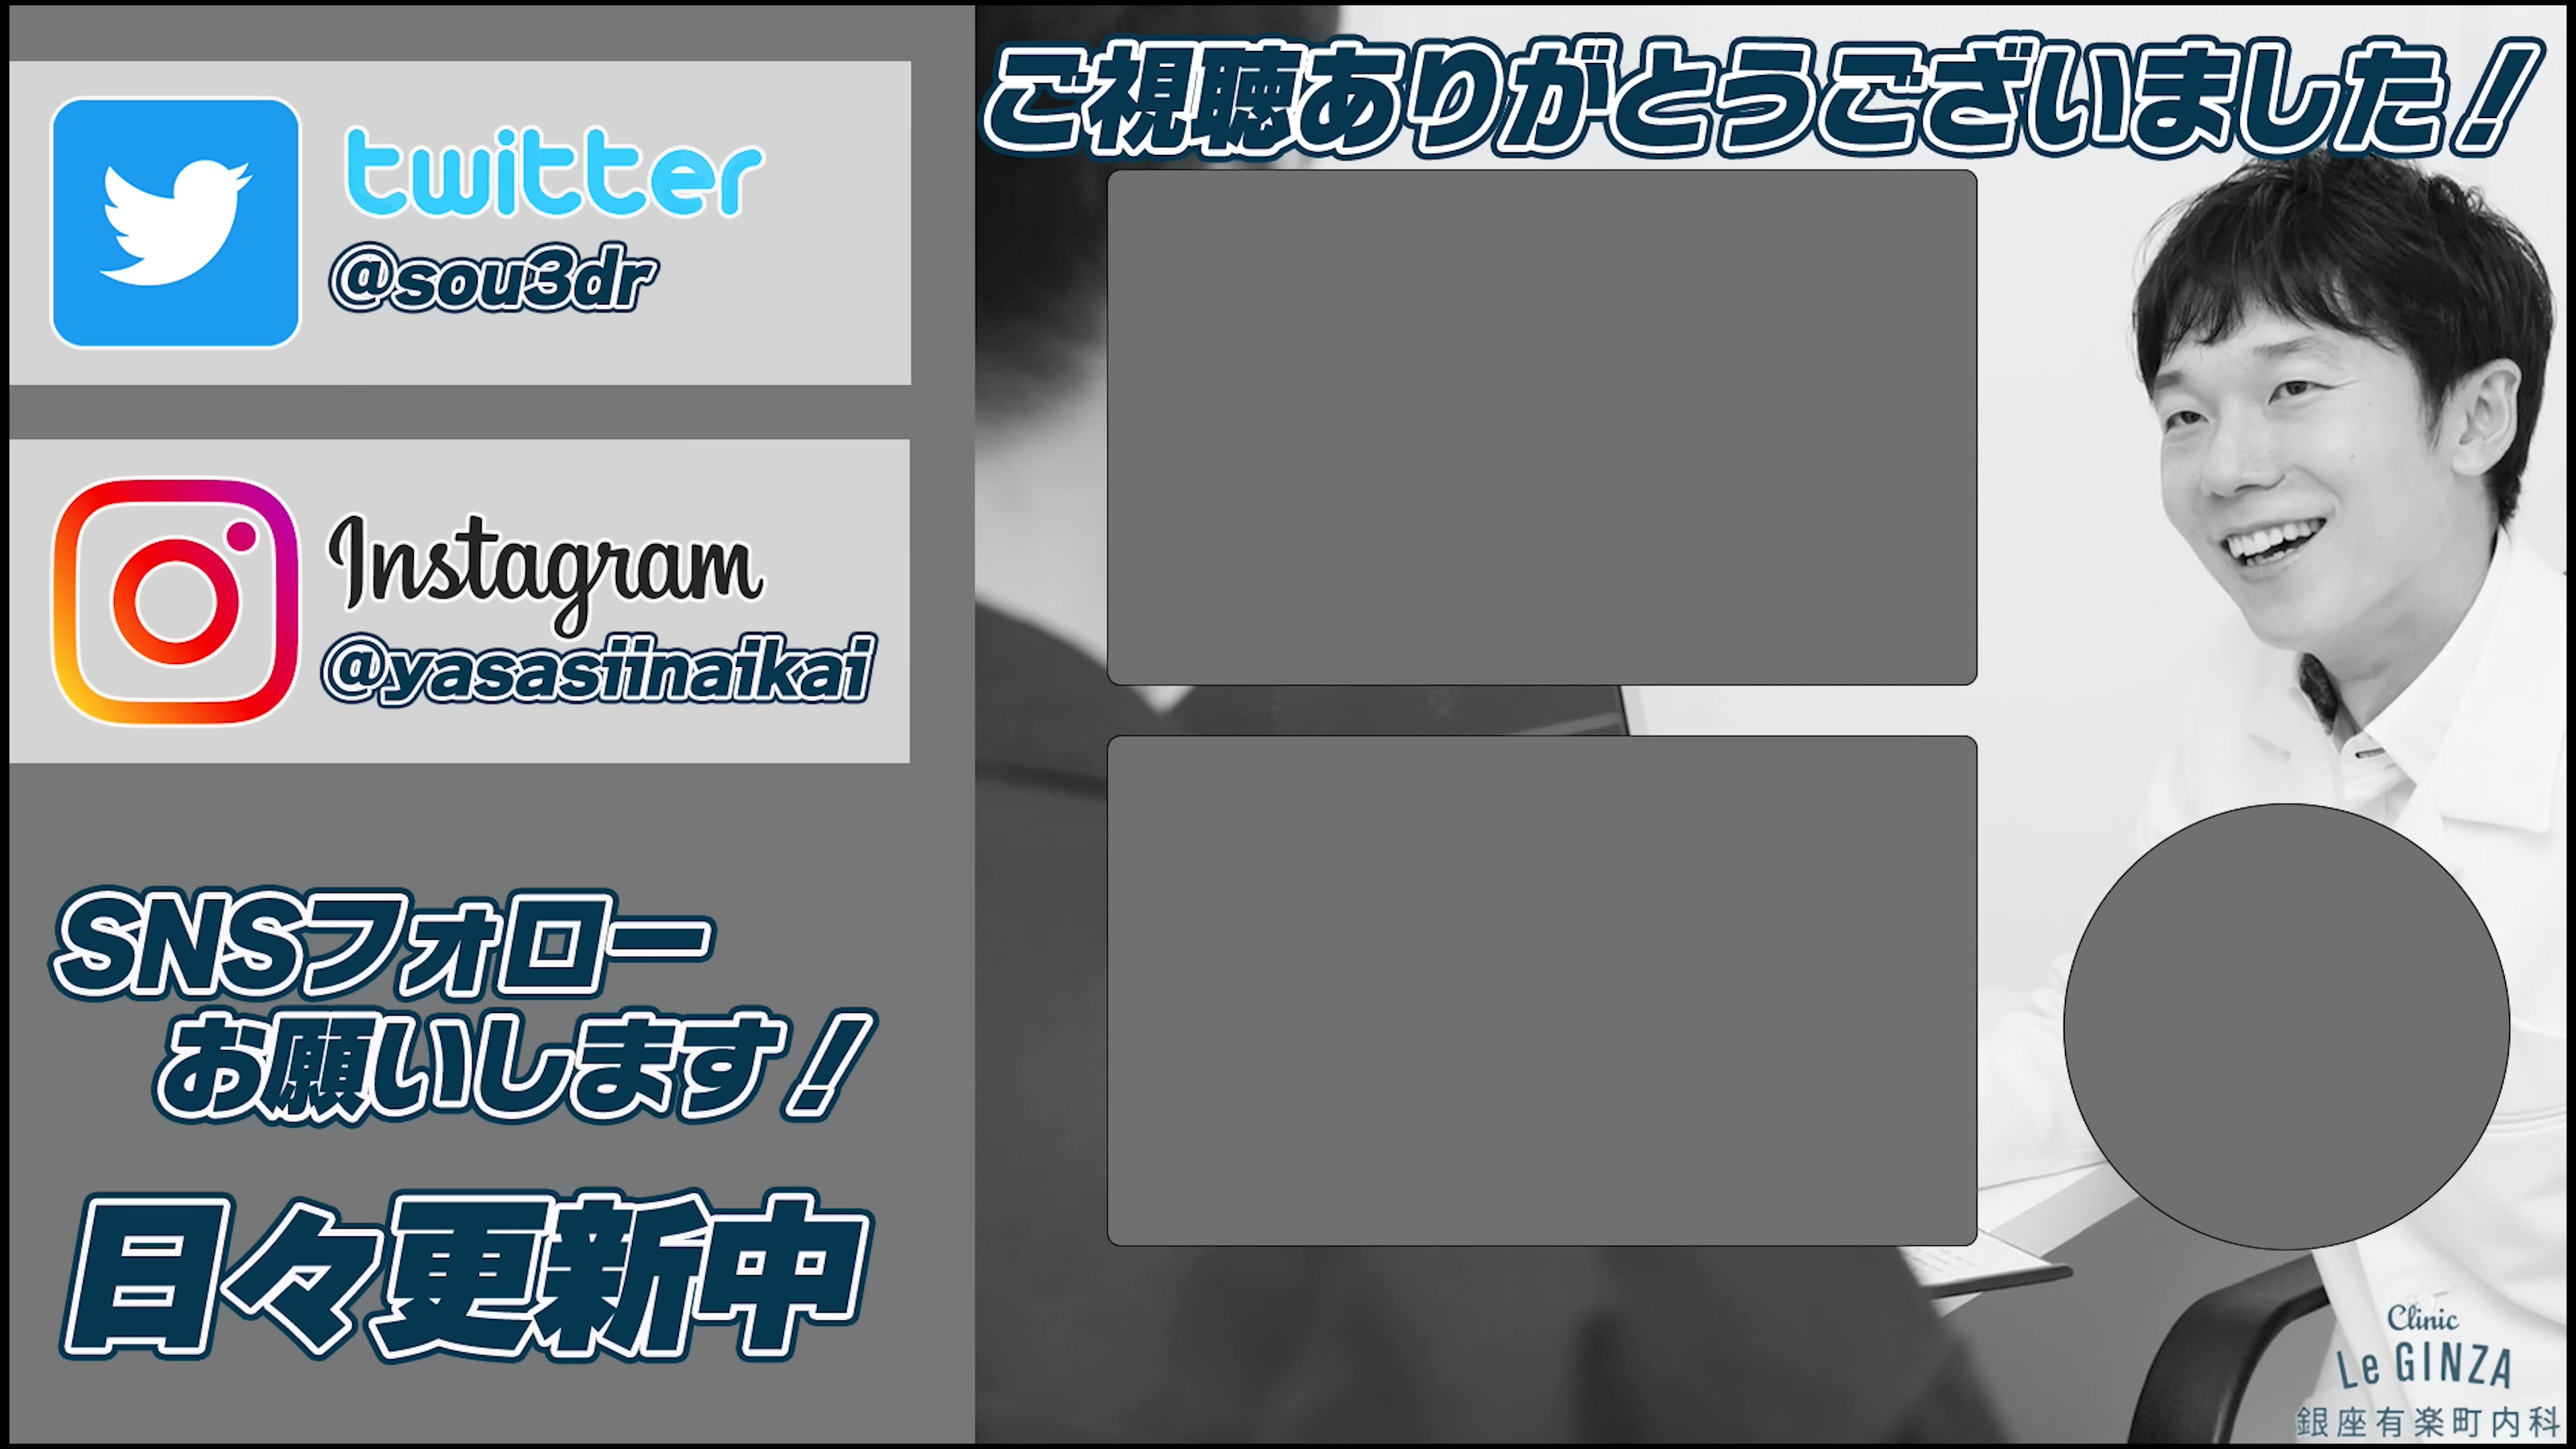 ご視聴ありがとうございました!
twitter
@sou3dr
Instagram
@yasasiinaikai
SNSフォロー
お願いします!
日々更新中
Clinic
Le GINZA
銀座有楽町内科